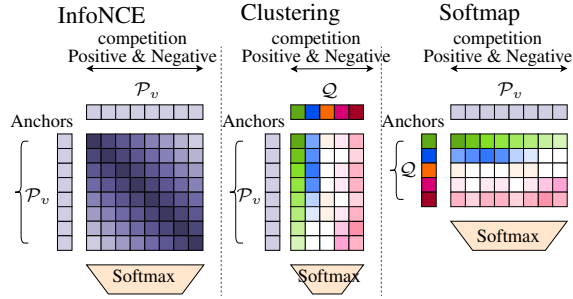 InfoNCE
competition
Positive & Negative
𝒫ᵥ
Anchors
𝒫ᵥ
Softmax
Clustering
competition
Positive & Negative
𝒬
Anchors
𝒫ᵥ
Softmax
Softmap
competition
Positive & Negative
𝒫ᵥ
Anchors
𝒬
Softmax